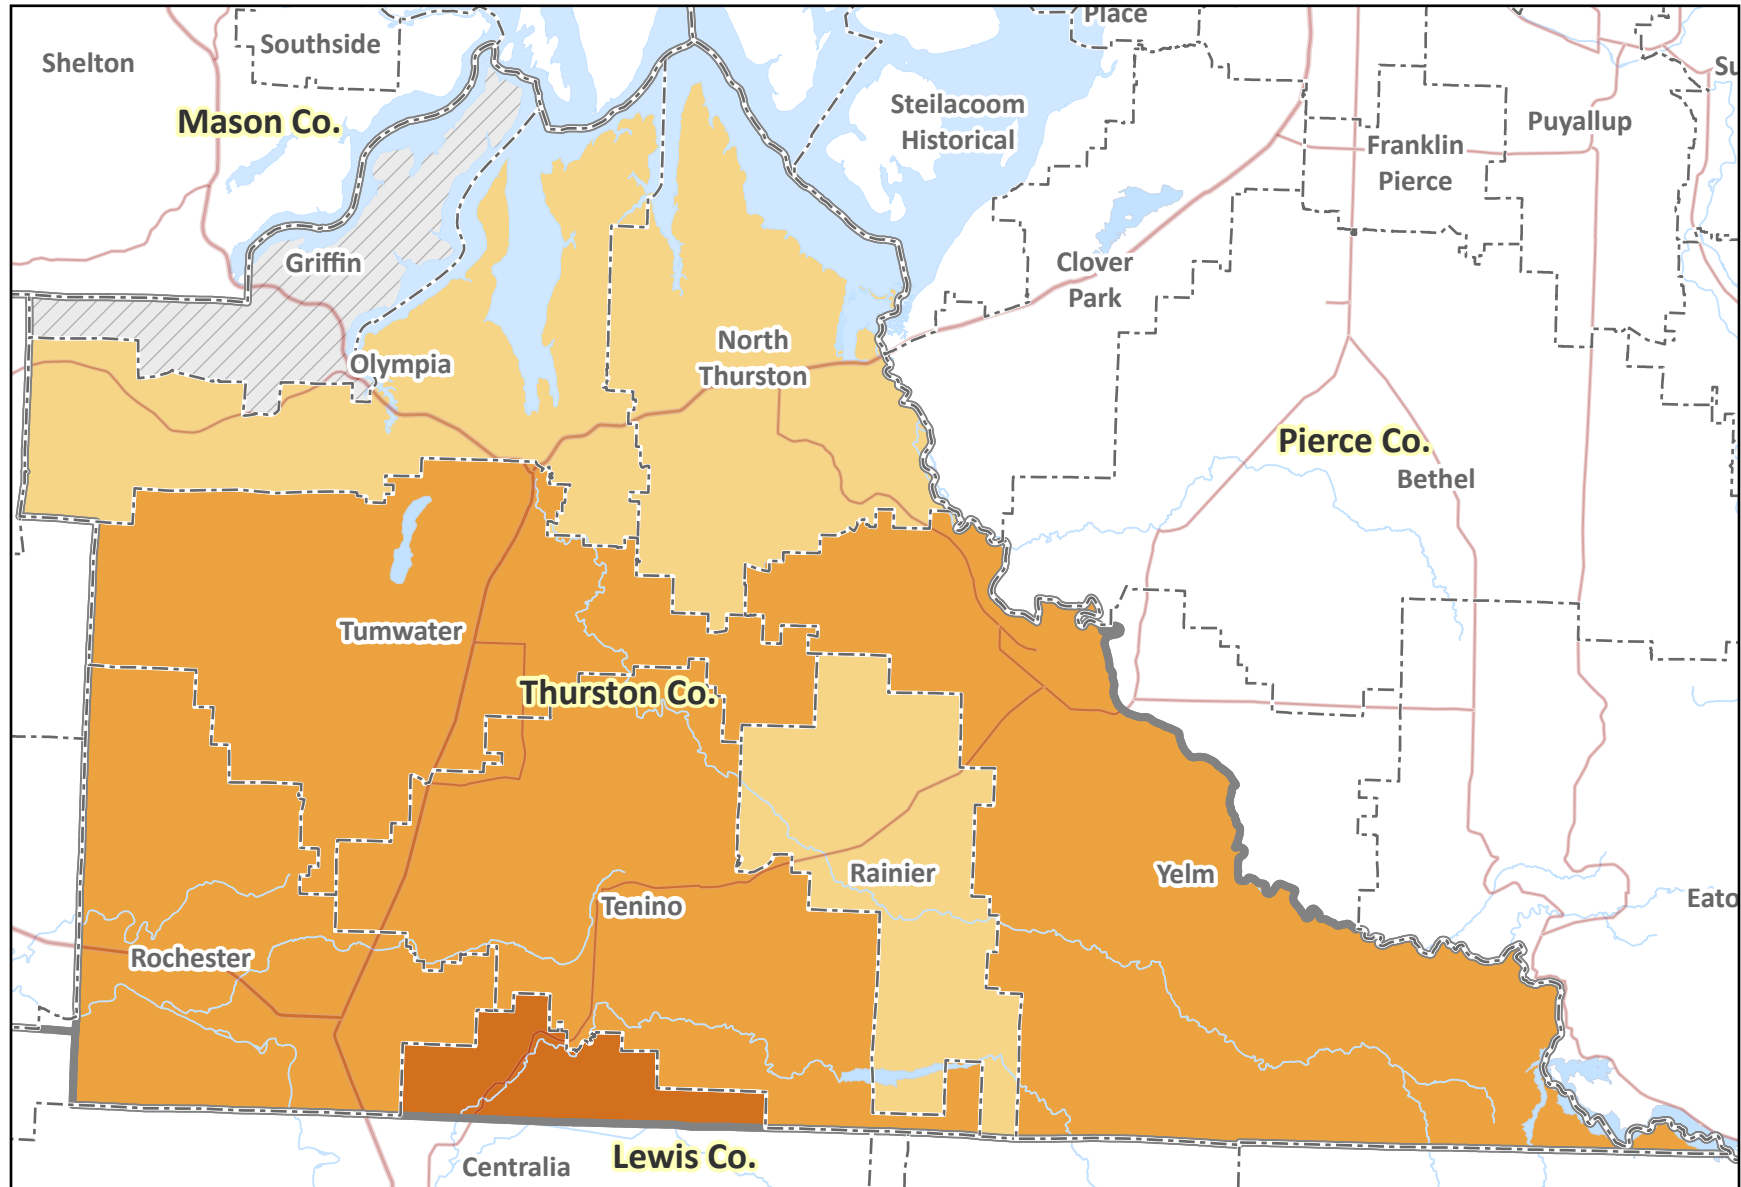 Place
Southside
Shelton
Su
Mason Co.
Steilacoom
Historical
Puyallup
Franklin
Pierce
Griffin
Clover
Park
North
Thurston
Olympia
Pierce Co.
Bethel
Tumwater
Thurston Co.
Rainier
Yelm
Eato
Tenino
Rochester
Lewis Co.
Centralia